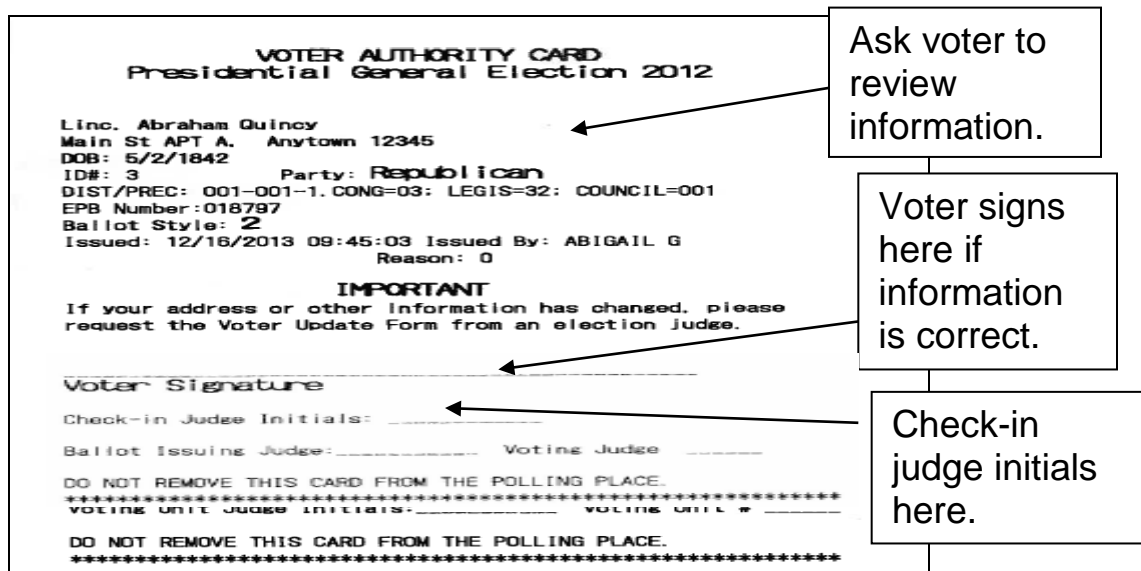 VOTER AUTHORITY CARD
Presidential General Election 2012
Linc, Abraham Quincy
Main St APT A, Anytown 12345
DOB: 5/2/1842
ID#: 3 Party: Republican
DIST/PREC: 001-001-1.CONG=03; LEGIS=32; COUNCIL=001
EPB Number:018797
Ballot Style: 2
Issued: 12/16/2013 09:45:03 Issued By: ABIGAIL G
Reason: 0
IMPORTANT
If your address or other information has changed, please
request the Voter Update Form from an election judge.
Voter Signature
Check-in Judge Initials: ____________
Ballot Issuing Judge:___________ Voting Judge ______
DO NOT REMOVE THIS CARD FROM THE POLLING PLACE.
Voting Unit Judge Initials:___________ Voting Unit # ______
DO NOT REMOVE THIS CARD FROM THE POLLING PLACE.
Ask voter to
review
information.
Voter signs
here if
information
is correct.
Check-in
judge initials
here.